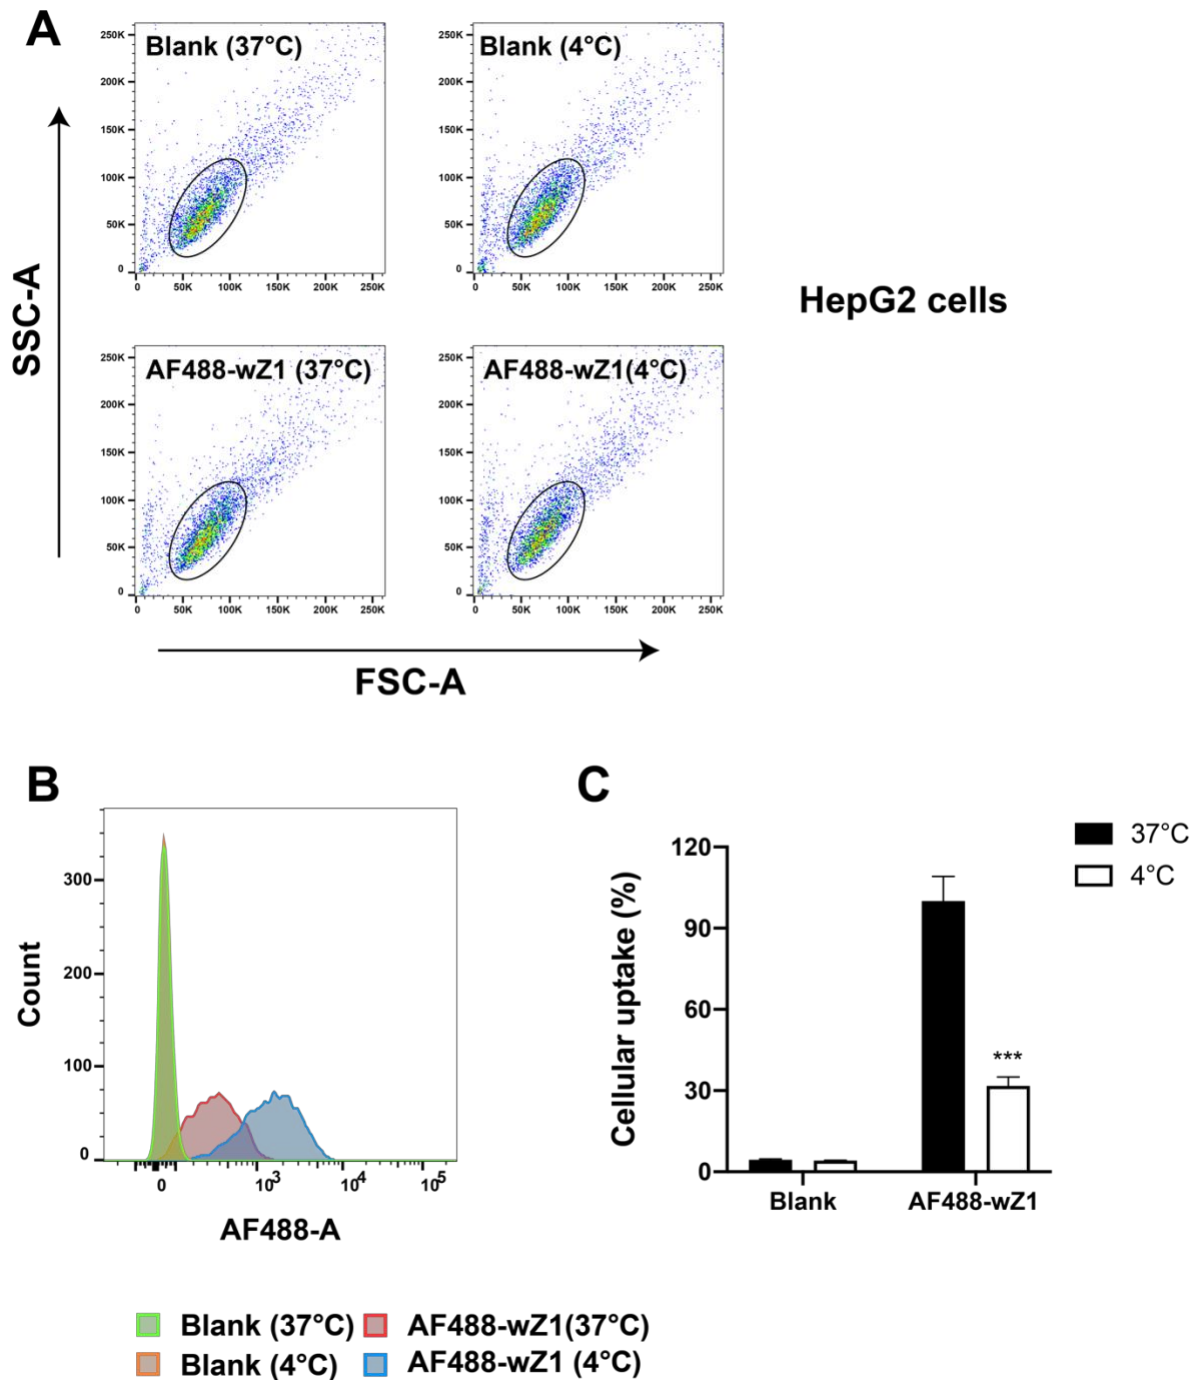 A
Blank (37°C)
Blank (4°C)
250K
200K
150K
100K
50K
0
0 50K 100K 150K 200K 250K
250K
200K
150K
100K
50K
0
0 50K 100K 150K 200K 250K
SSC-A
HepG2 cells
AF488-wZ1 (37°C)
AF488-wZ1(4°C)
250K
200K
150K
100K
50K
0
0 50K 100K 150K 200K 250K
250K
200K
150K
100K
50K
0
0 50K 100K 150K 200K 250K
FSC-A
B
Count
300
200
100
0
0 10³ 10⁴ 10⁵
AF488-A
Blank (37°C)
AF488-wZ1(37°C)
Blank (4°C)
AF488-wZ1 (4°C)
C
37°C
4°C
Cellular uptake (%)
120
90
60
30
0
***
Blank
AF488-wZ1